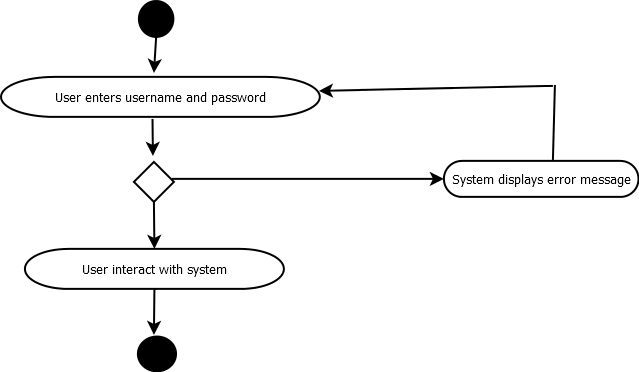 User enters username and password
System displays error message
User interact with system